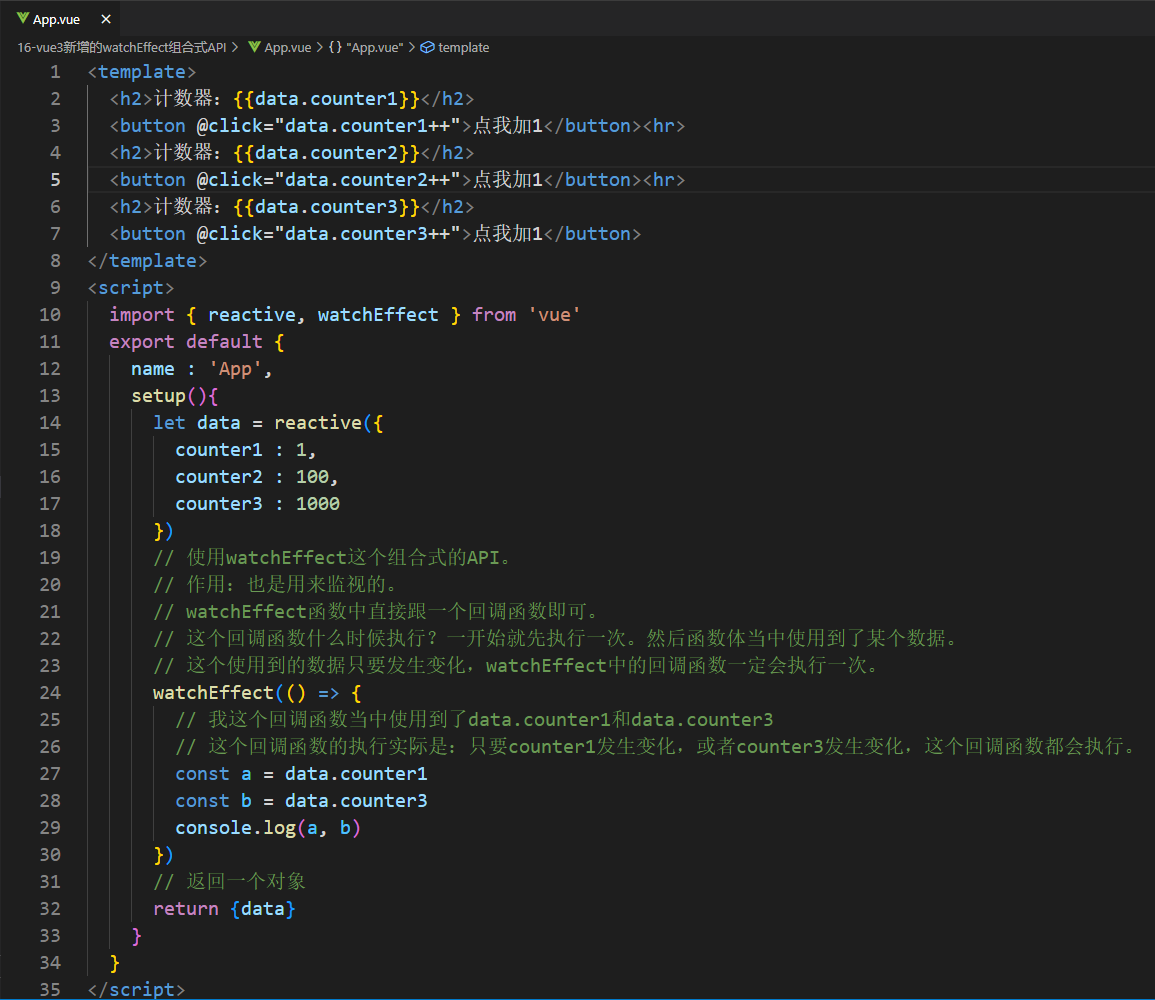 App.vue ×
16-vue3新增的watchEffect组合式API > App.vue > {} "App.vue" > template
1 <template>
2 <h2>计数器：{{data.counter1}}</h2>
3 <button @click="data.counter1++">点我加1</button><hr>
4 <h2>计数器：{{data.counter2}}</h2>
5 <button @click="data.counter2++">点我加1</button><hr>
6 <h2>计数器：{{data.counter3}}</h2>
7 <button @click="data.counter3++">点我加1</button>
8 </template>
9 <script>
10 import { reactive, watchEffect } from 'vue'
11 export default {
12 name : 'App',
13 setup(){
14 let data = reactive({
15 counter1 : 1,
16 counter2 : 100,
17 counter3 : 1000
18 })
19 // 使用watchEffect这个组合式的API。
20 // 作用：也是用来监视的。
21 // watchEffect函数中直接跟一个回调函数即可。
22 // 这个回调函数什么时候执行？一开始就先执行一次。然后函数体当中使用到了某个数据。
23 // 这个使用到的数据只要发生变化，watchEffect中的回调函数一定会执行一次。
24 watchEffect(() => {
25 // 我这个回调函数当中使用到了data.counter1和data.counter3
26 // 这个回调函数的执行实际是：只要counter1发生变化，或者counter3发生变化，这个回调函数都会执行。
27 const a = data.counter1
28 const b = data.counter3
29 console.log(a, b)
30 })
31 // 返回一个对象
32 return {data}
33 }
34 }
35 </script>